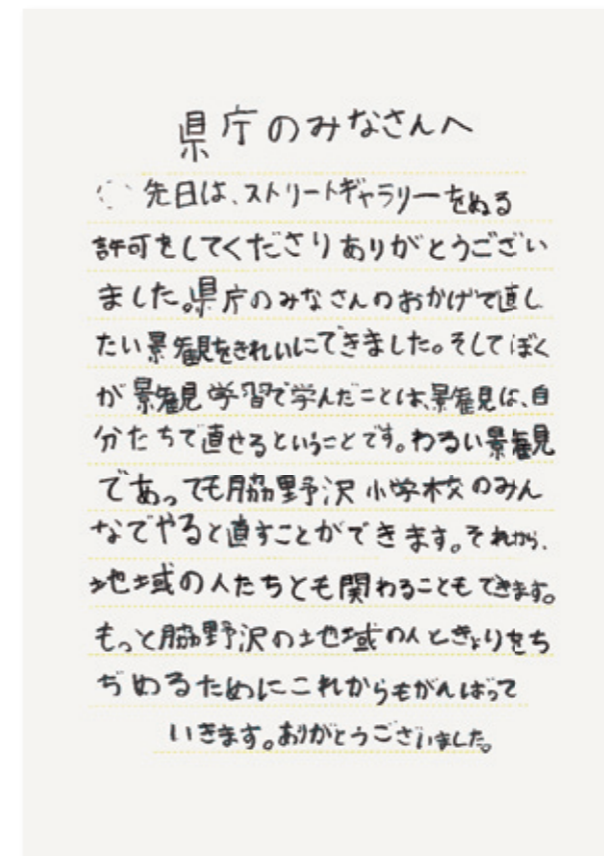 県庁のみなさんへ
先日は、ストリートギャラリーをぬる
許可をしてくださりありがとうござい
ました。県庁のみなさんのおかげで直し
たい景観をきれいにできました。そしてぼく
が景観学習で学んだことは、景観は、自
分たちで直せるということです。わるい景観
であっても脇野沢小学校のみん
なでやると直すことができます。それから、
地域の人たちとも関わることもできます。
もっと脇野沢の地域の人ときょりをち
ぢめるためにこれからもがんばって
いきます。ありがとうございました。